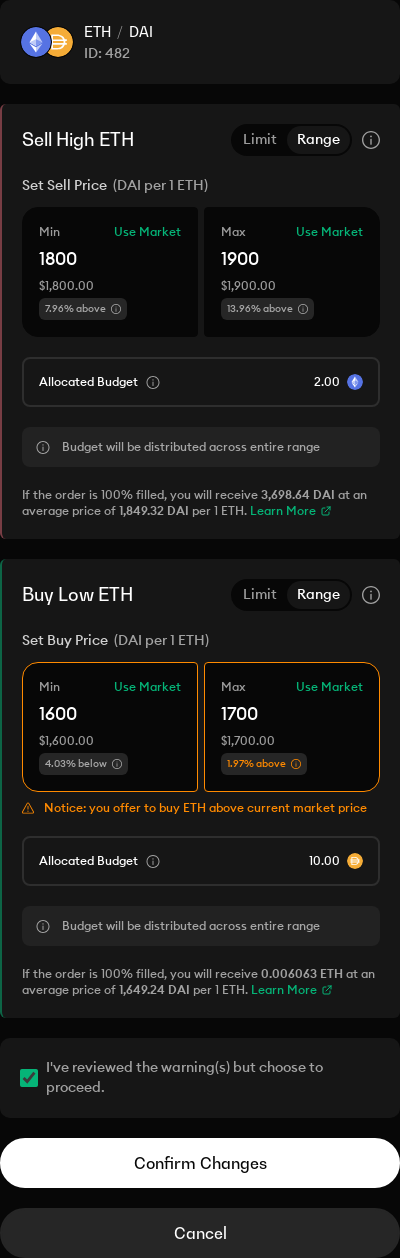 ETH / DAI
ID: 482
Sell High ETH
Limit Range
Set Sell Price (DAI per 1 ETH)
Min Use Market
1800
$1,800.00
7.96% above
Max Use Market
1900
$1,900.00
13.96% above
Allocated Budget 2.00
Budget will be distributed across entire range
If the order is 100% filled, you will receive 3,698.64 DAI at an
average price of 1,849.32 DAI per 1 ETH. Learn More
Buy Low ETH
Limit Range
Set Buy Price (DAI per 1 ETH)
Min Use Market
1600
$1,600.00
4.03% below
Max Use Market
1700
$1,700.00
1.97% above
Notice: you offer to buy ETH above current market price
Allocated Budget 10.00
Budget will be distributed across entire range
If the order is 100% filled, you will receive 0.006063 ETH at an
average price of 1,649.24 DAI per 1 ETH. Learn More
I've reviewed the warning(s) but choose to
proceed.
Confirm Changes
Cancel